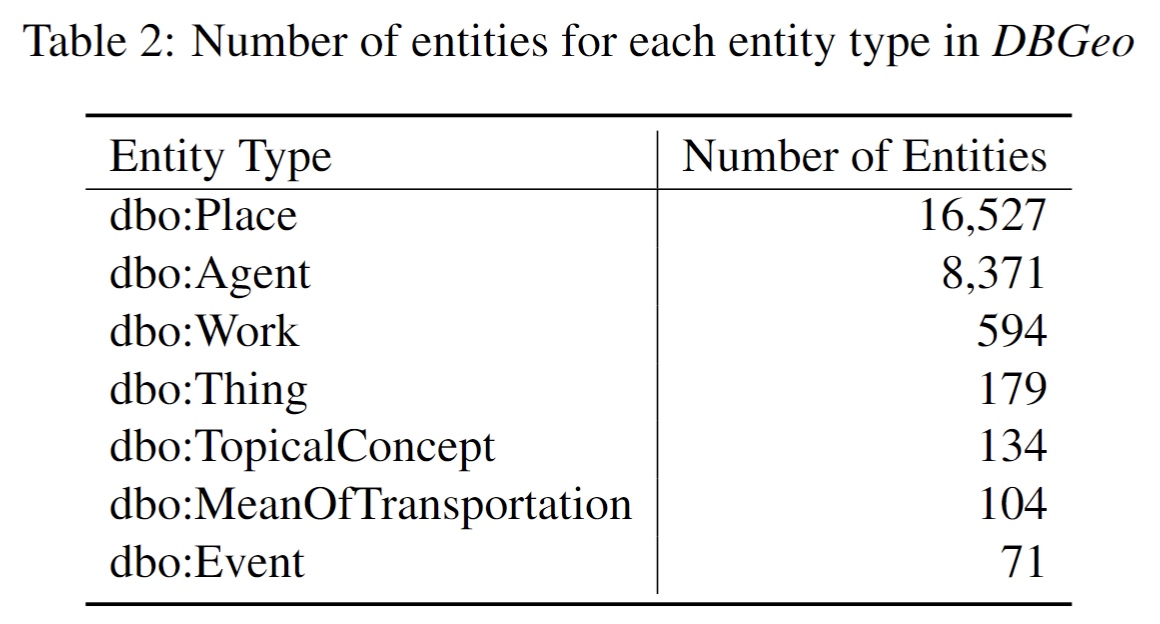 Table 2: Number of entities for each entity type in DBGeo
Entity Type Number of Entities
dbo:Place 16,527
dbo:Agent 8,371
dbo:Work 594
dbo:Thing 179
dbo:TopicalConcept 134
dbo:MeanOfTransportation 104
dbo:Event 71